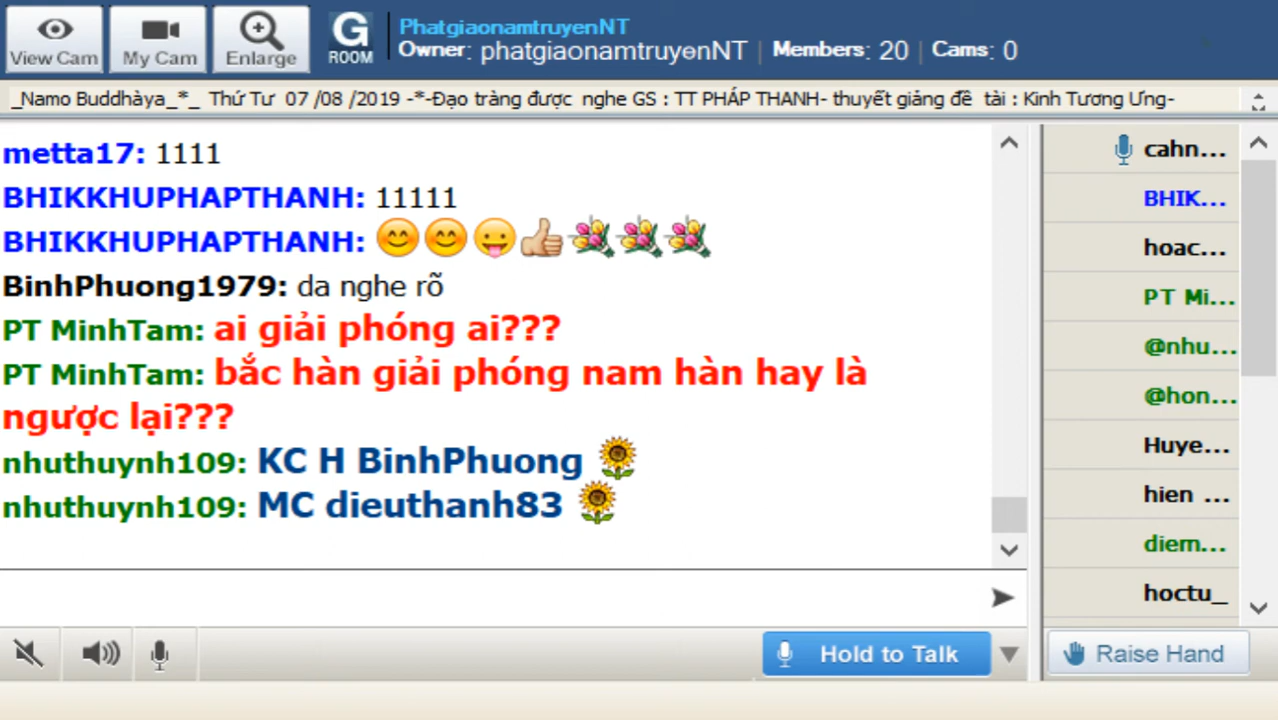 View Cam
My Cam
Enlarge
G
ROOM
PhatgiaonamtruyenNT
Owner: phatgiaonamtruyenNT | Members: 20 | Cams: 0
_Namo Buddhàya_*_ Thứ Tư 07 /08 /2019 -*-Đạo tràng được nghe GS : TT PHÁP THANH- thuyết giảng đề tài : Kinh Tương Ưng-
metta17: 1111
BHIKKHUPHAPTHANH: 11111
BHIKKHUPHAPTHANH: 😊😊😛👍💐💐💐
BinhPhuong1979: da nghe rõ
PT MinhTam: ai giải phóng ai???
PT MinhTam: bắc hàn giải phóng nam hàn hay là
ngược lại???
nhuthuynh109: KC H BinhPhuong 🌻
nhuthuynh109: MC dieuthanh83 🌻
cahn...
BHIK...
hoac...
PT Mi...
@nhu...
@hon...
Huye...
hien ...
diem...
hoctu_
Hold to Talk
Raise Hand